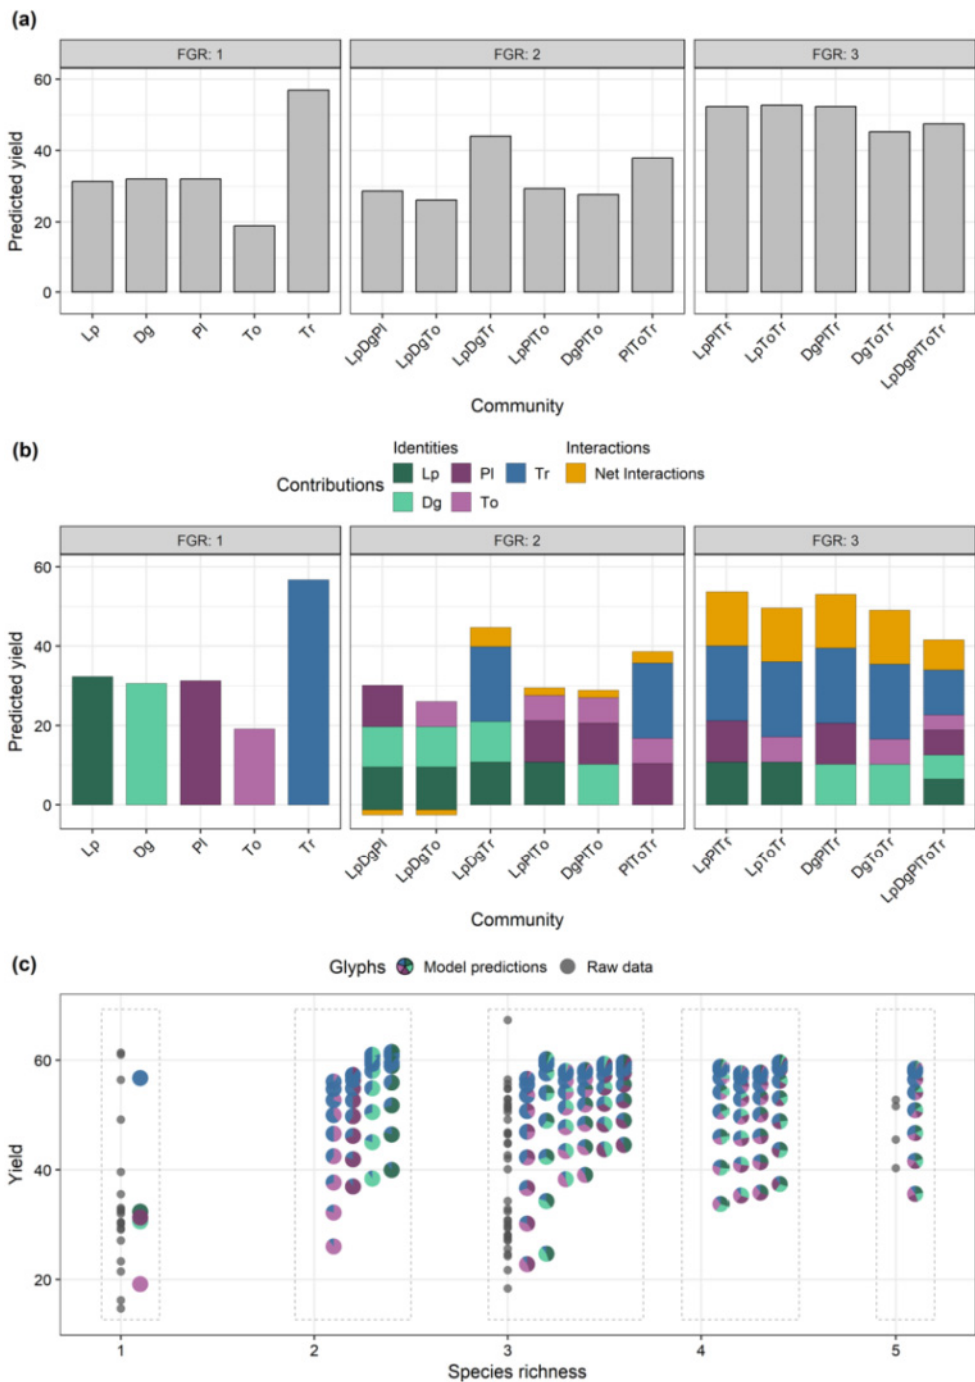 (a)
FGR: 1
FGR: 2
FGR: 3
Predicted yield
60
40
20
0
Lp
Dg
Pl
To
Tr
LpDgPl
LpDgTo
LpDgTr
LpPlTo
DgPlTo
PlToTr
LpPlTr
LpToTr
DgPlTr
DgToTr
LpDgPlToTr
Community
(b)
Contributions
Identities
Interactions
Lp
Pl
Tr
Net Interactions
Dg
To
FGR: 1
FGR: 2
FGR: 3
Predicted yield
60
40
20
0
Lp
Dg
Pl
To
Tr
LpDgPl
LpDgTo
LpDgTr
LpPlTo
DgPlTo
PlToTr
LpPlTr
LpToTr
DgPlTr
DgToTr
LpDgPlToTr
Community
(c)
Glyphs Model predictions Raw data
Yield
60
40
20
1
2
3
4
5
Species richness